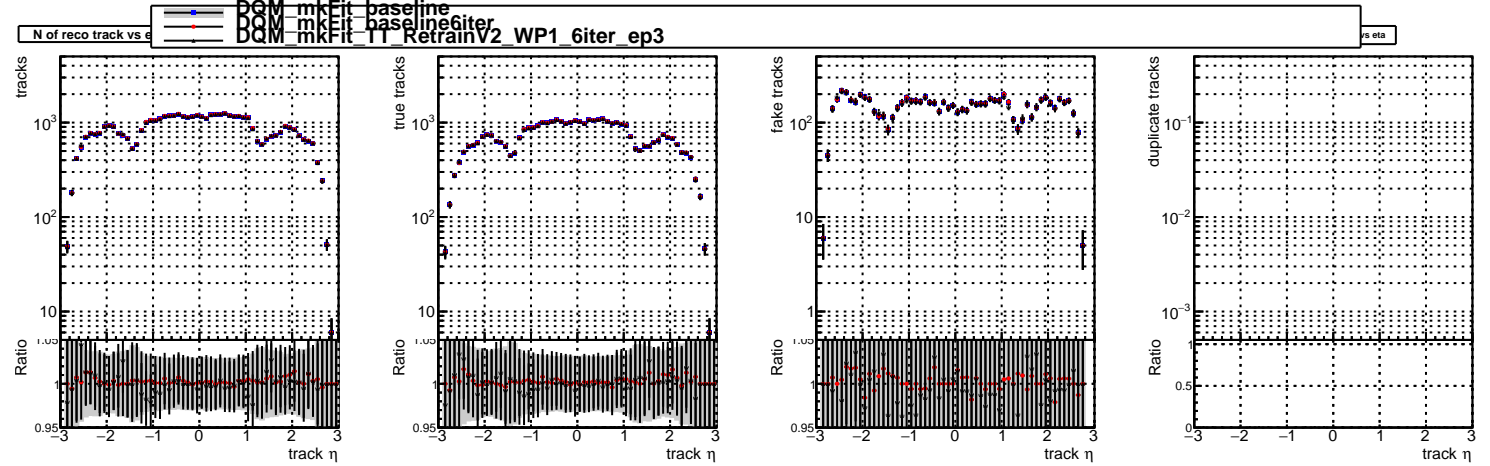 DQM_mkFit_baseline
DQM_mkFit_baseline6iter
DQM_mkFit_TT_RetrainV2_WP1_6iter_ep3
N of reco track vs e
vs eta
tracks
10³
10²
10
Ratio
1.05
1
0.95
−3 −2 −1 0 1 2 3
track η
true tracks
10³
10²
10
Ratio
1.05
1
0.95
−3 −2 −1 0 1 2 3
track η
fake tracks
10²
10
1
Ratio
1.05
1
0.95
−3 −2 −1 0 1 2 3
track η
duplicate tracks
10⁻¹
10⁻²
10⁻³
Ratio
1
0.5
0
−3 −2 −1 0 1 2 3
track η